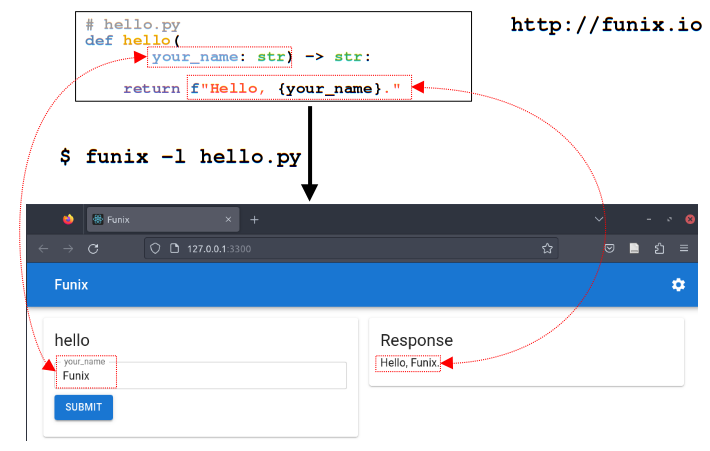 # hello.py
http://funix.io
def hello(
your_name: str) -> str:
return f"Hello, {your_name}."
$ funix -l hello.py
Funix × +
127.0.0.1:3300
Funix
hello
your_name
Funix
SUBMIT
Response
Hello, Funix.